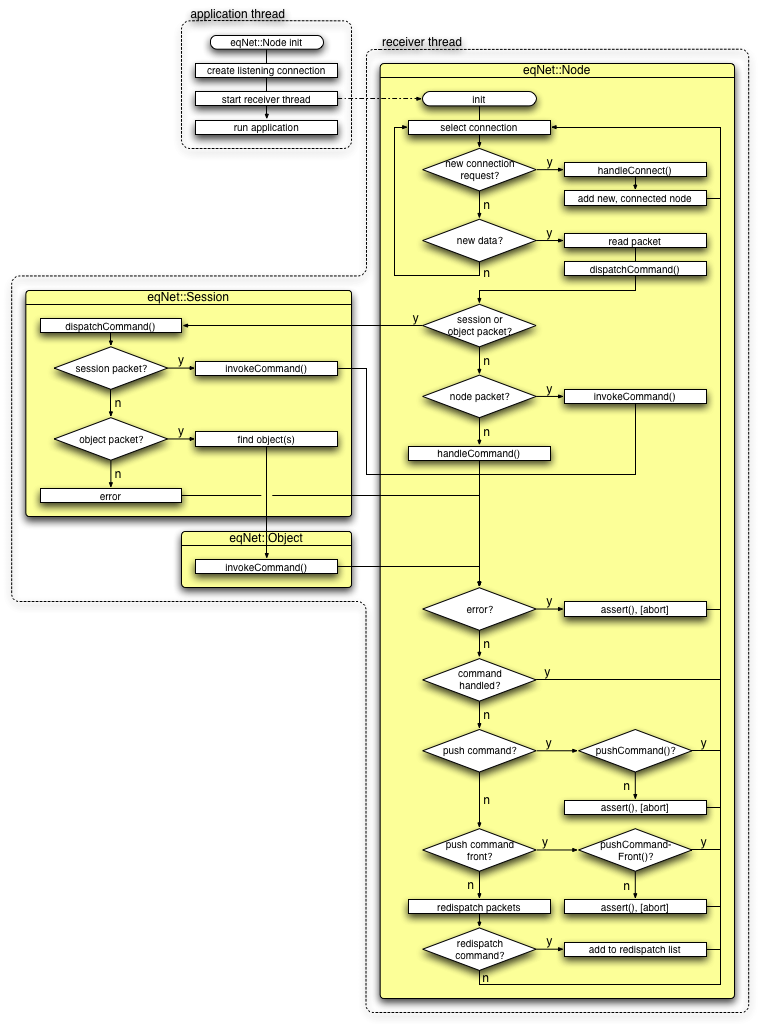 application thread
eqNet::Node init
create listening connection
start receiver thread
run application
receiver thread
eqNet::Node
init
select connection
new connection
request?
y
handleConnect()
add new, connected node
n
new data?
y
read packet
dispatchCommand()
n
session or
object packet?
y
n
node packet?
y
invokeCommand()
n
handleCommand()
eqNet::Session
dispatchCommand()
session packet?
y
invokeCommand()
n
object packet?
y
find object(s)
n
error
eqNet::Object
invokeCommand()
error?
y
assert(), [abort]
n
command
handled?
y
n
push command?
y
pushCommand()?
y
n
assert(), [abort]
n
push command
front?
y
pushCommand-
Front()?
y
n
assert(), [abort]
n
redispatch packets
redispatch
command?
y
add to redispatch list
n